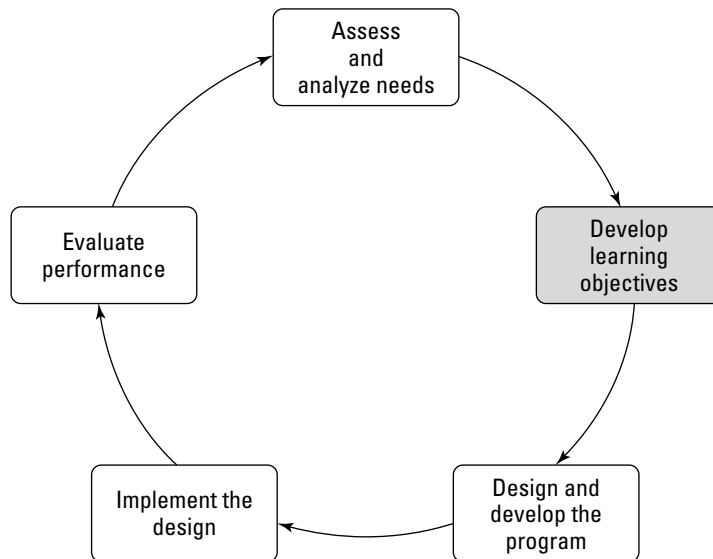 Assess
and
analyze needs
Develop
learning
objectives
Design and
develop the
program
Implement the
design
Evaluate
performance